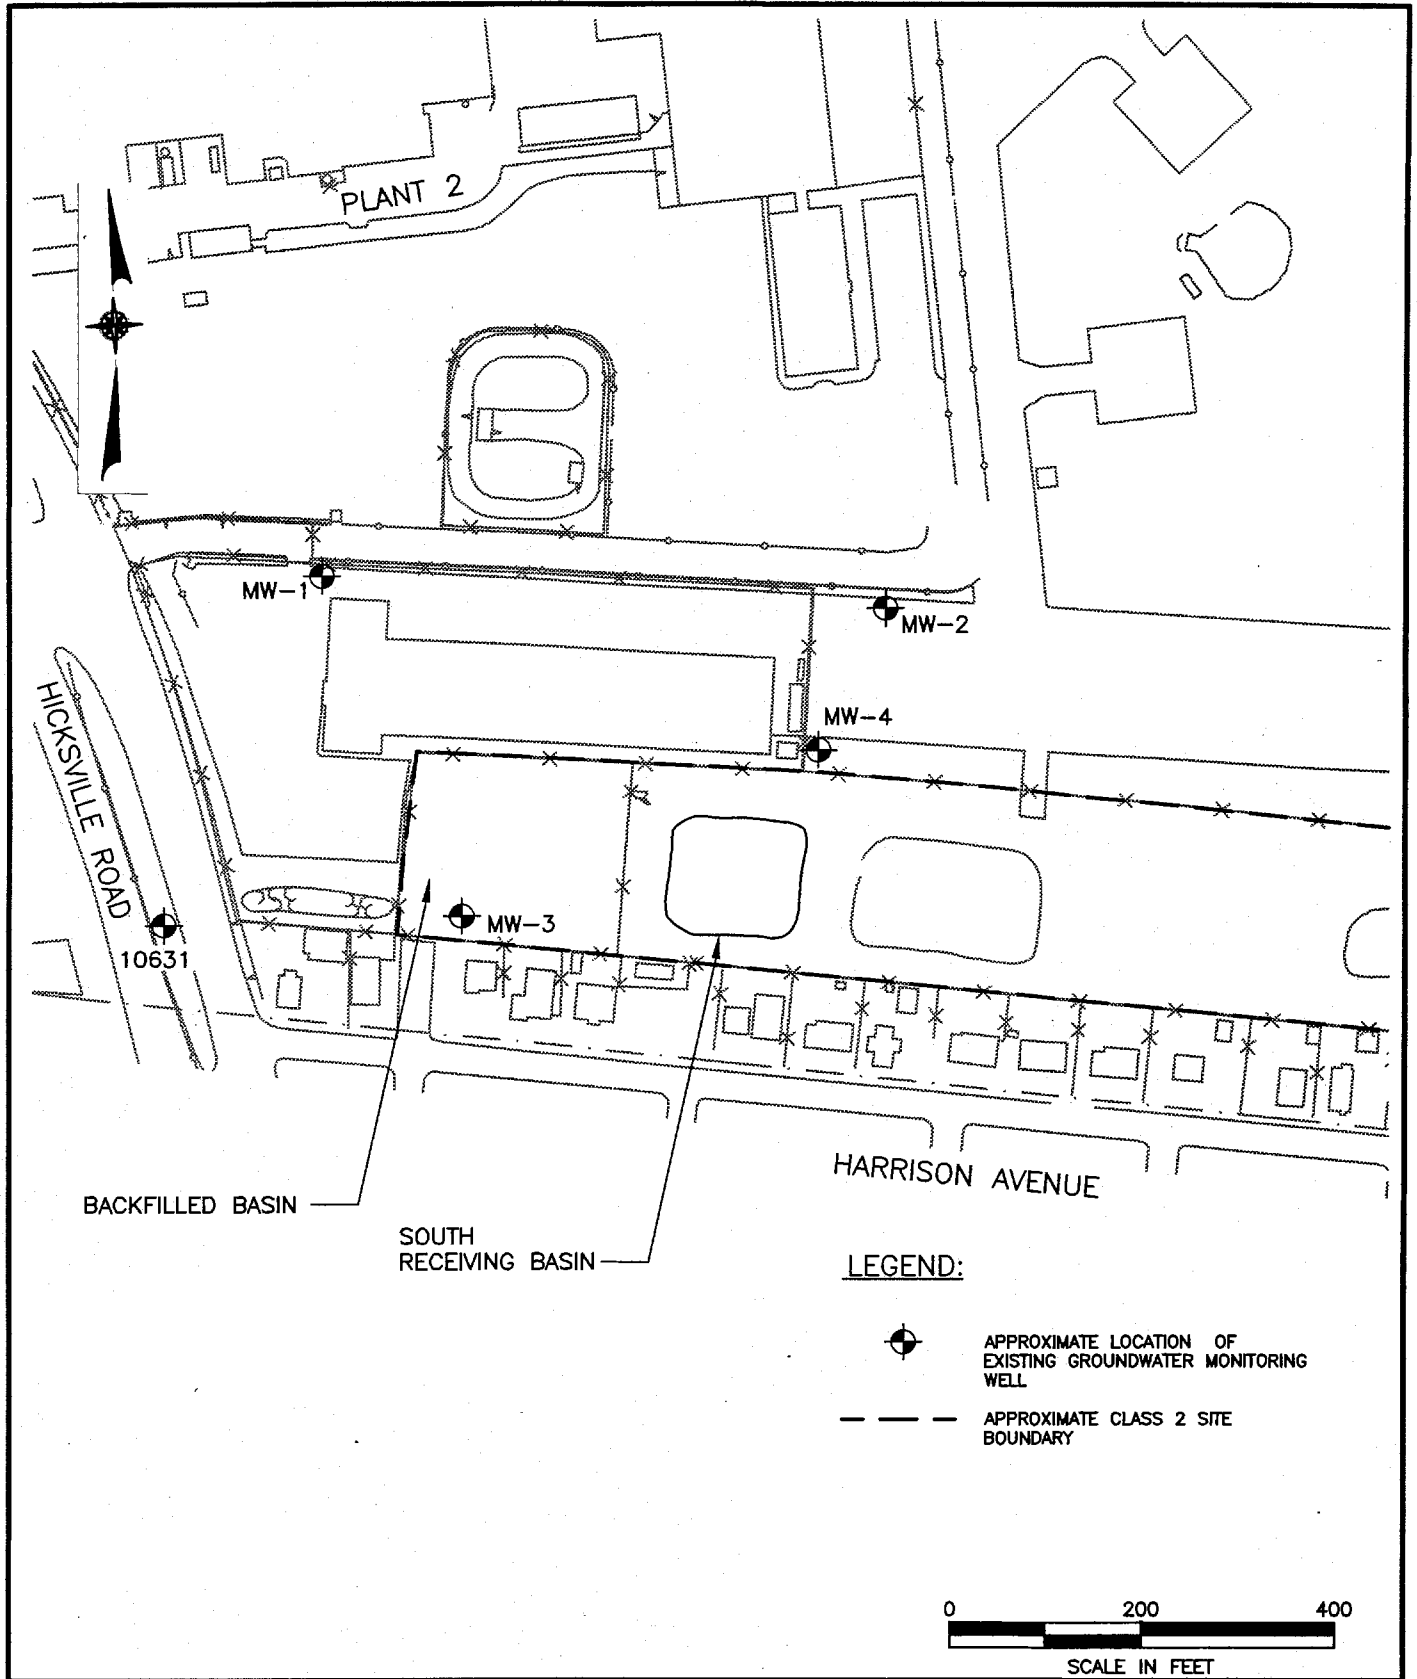 PLANT 2
MW-1
MW-2
MW-4
HICKSVILLE ROAD
MW-3
10631
HARRISON AVENUE
BACKFILLED BASIN
SOUTH
RECEIVING BASIN
LEGEND:
APPROXIMATE LOCATION OF
EXISTING GROUNDWATER MONITORING
WELL
APPROXIMATE CLASS 2 SITE
BOUNDARY
0 200 400
SCALE IN FEET